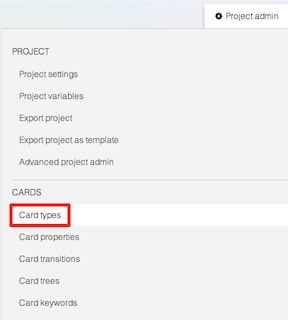 Project admin
PROJECT
Project settings
Project variables
Export project
Export project as template
Advanced project admin
CARDS
Card types
Card properties
Card transitions
Card trees
Card keywords